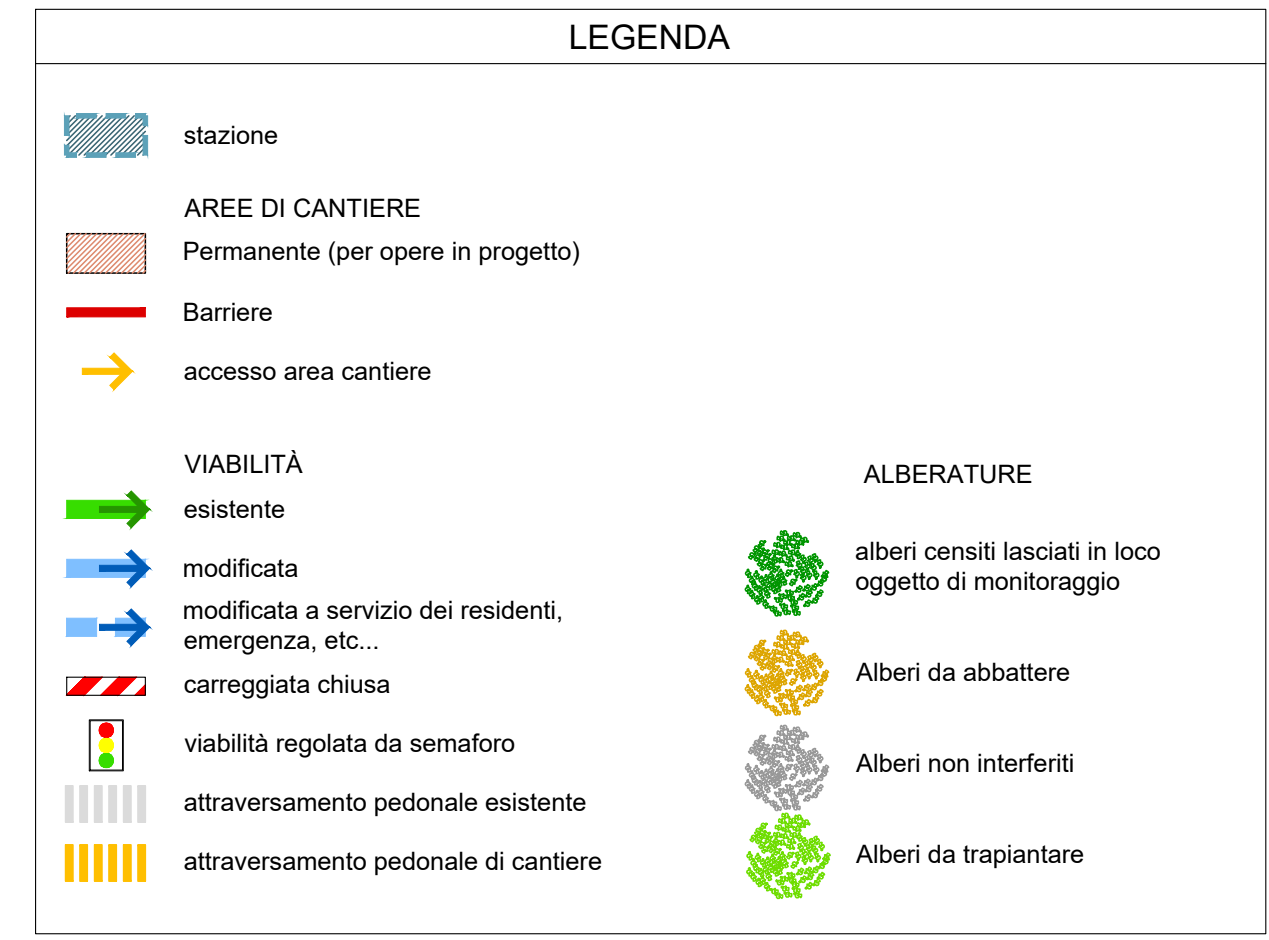 LEGENDA
stazione
AREE DI CANTIERE
Permanente (per opere in progetto)
Barriere
accesso area cantiere
VIABILITÀ
esistente
modificata
modificata a servizio dei residenti,
emergenza, etc...
carreggiata chiusa
viabilità regolata da semaforo
attraversamento pedonale esistente
attraversamento pedonale di cantiere
ALBERATURE
alberi censiti lasciati in loco
oggetto di monitoraggio
Alberi da abbattere
Alberi non interferiti
Alberi da trapiantare